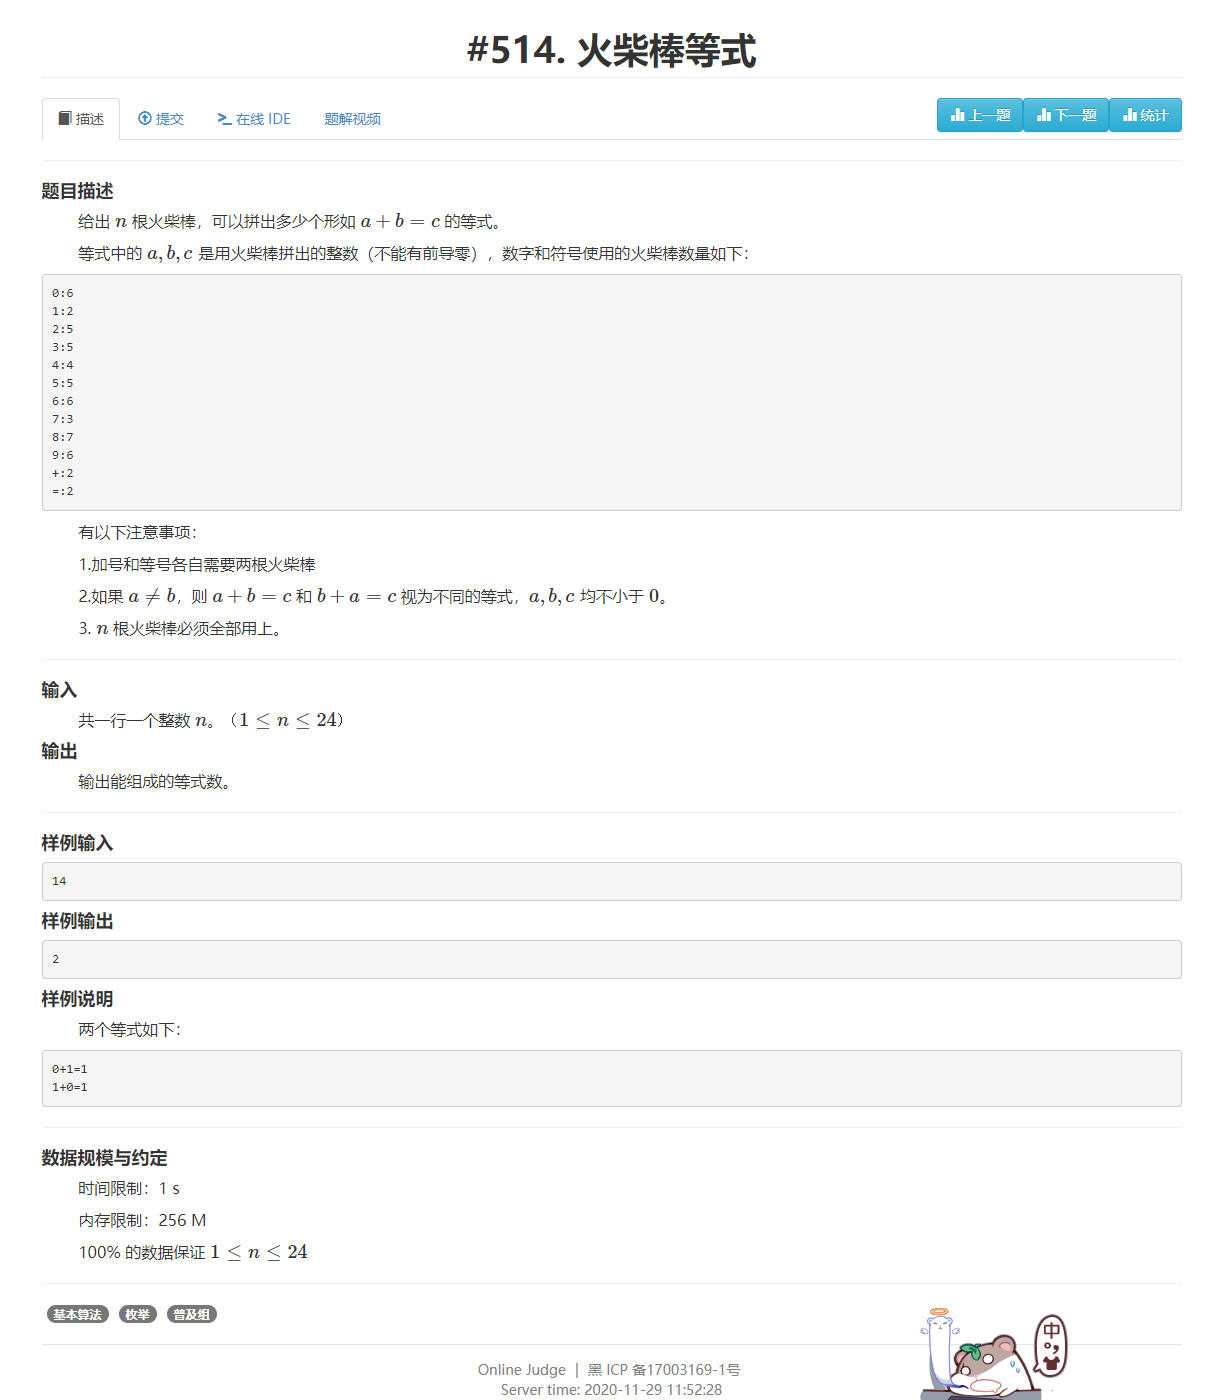 #514. 火柴棒等式
描述 提交 在线 IDE 题解视频 上一题 下一题 统计
题目描述
给出 n 根火柴棒，可以拼出多少个形如 a + b = c 的等式。
等式中的 a, b, c 是用火柴棒拼出的整数（不能有前导零），数字和符号使用的火柴棒数量如下：
0:6
1:2
2:5
3:5
4:4
5:5
6:6
7:3
8:7
9:6
+:2
=:2
有以下注意事项：
1.加号和等号各自需要两根火柴棒
2.如果 a ≠ b，则 a + b = c 和 b + a = c 视为不同的等式，a, b, c 均不小于 0。
3. n 根火柴棒必须全部用上。
输入
共一行一个整数 n。（1 ≤ n ≤ 24）
输出
输出能组成的等式数。
样例输入
14
样例输出
2
样例说明
两个等式如下：
0+1=1
1+0=1
数据规模与约定
时间限制：1 s
内存限制：256 M
100% 的数据保证 1 ≤ n ≤ 24
基本算法 枚举 普及组
中
Online Judge | 黑 ICP 备17003169-1号
Server time: 2020-11-29 11:52:28